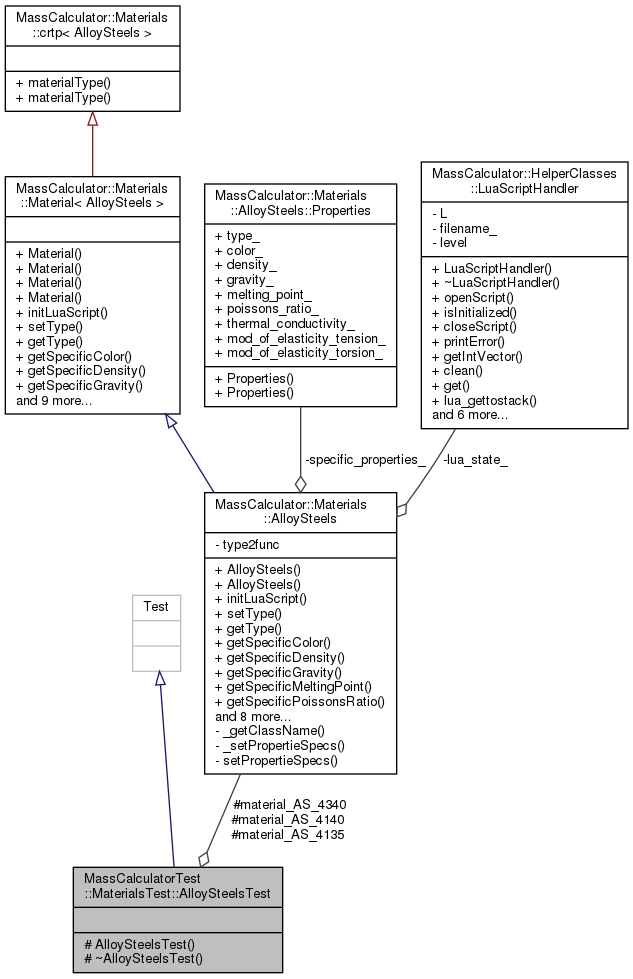 MassCalculator::Materials
::crtp< AlloySteels >
+ materialType()
+ materialType()
MassCalculator::Materials
::Material< AlloySteels >
+ Material()
+ Material()
+ Material()
+ Material()
+ initLuaScript()
+ setType()
+ getType()
+ getSpecificColor()
+ getSpecificDensity()
+ getSpecificGravity()
and 9 more...
MassCalculator::Materials
::AlloySteels::Properties
+ type_
+ color_
+ density_
+ gravity_
+ melting_point_
+ poissons_ratio_
+ thermal_conductivity_
+ mod_of_elasticity_tension_
+ mod_of_elasticity_torsion_
+ Properties()
+ Properties()
MassCalculator::HelperClasses
::LuaScriptHandler
- L
- filename_
- level
+ LuaScriptHandler()
+ ~LuaScriptHandler()
+ openScript()
+ isInitialized()
+ closeScript()
+ printError()
+ getIntVector()
+ clean()
+ get()
+ lua_gettostack()
and 6 more...
-specific_properties_
-lua_state_
MassCalculator::Materials
::AlloySteels
- type2func
+ AlloySteels()
+ AlloySteels()
+ initLuaScript()
+ setType()
+ getType()
+ getSpecificColor()
+ getSpecificDensity()
+ getSpecificGravity()
+ getSpecificMeltingPoint()
+ getSpecificPoissonsRatio()
and 8 more...
- _getClassName()
- _setPropertieSpecs()
- setPropertieSpecs()
Test
#material_AS_4340
#material_AS_4140
#material_AS_4135
MassCalculatorTest
::MaterialsTest::AlloySteelsTest
# AlloySteelsTest()
# ~AlloySteelsTest()